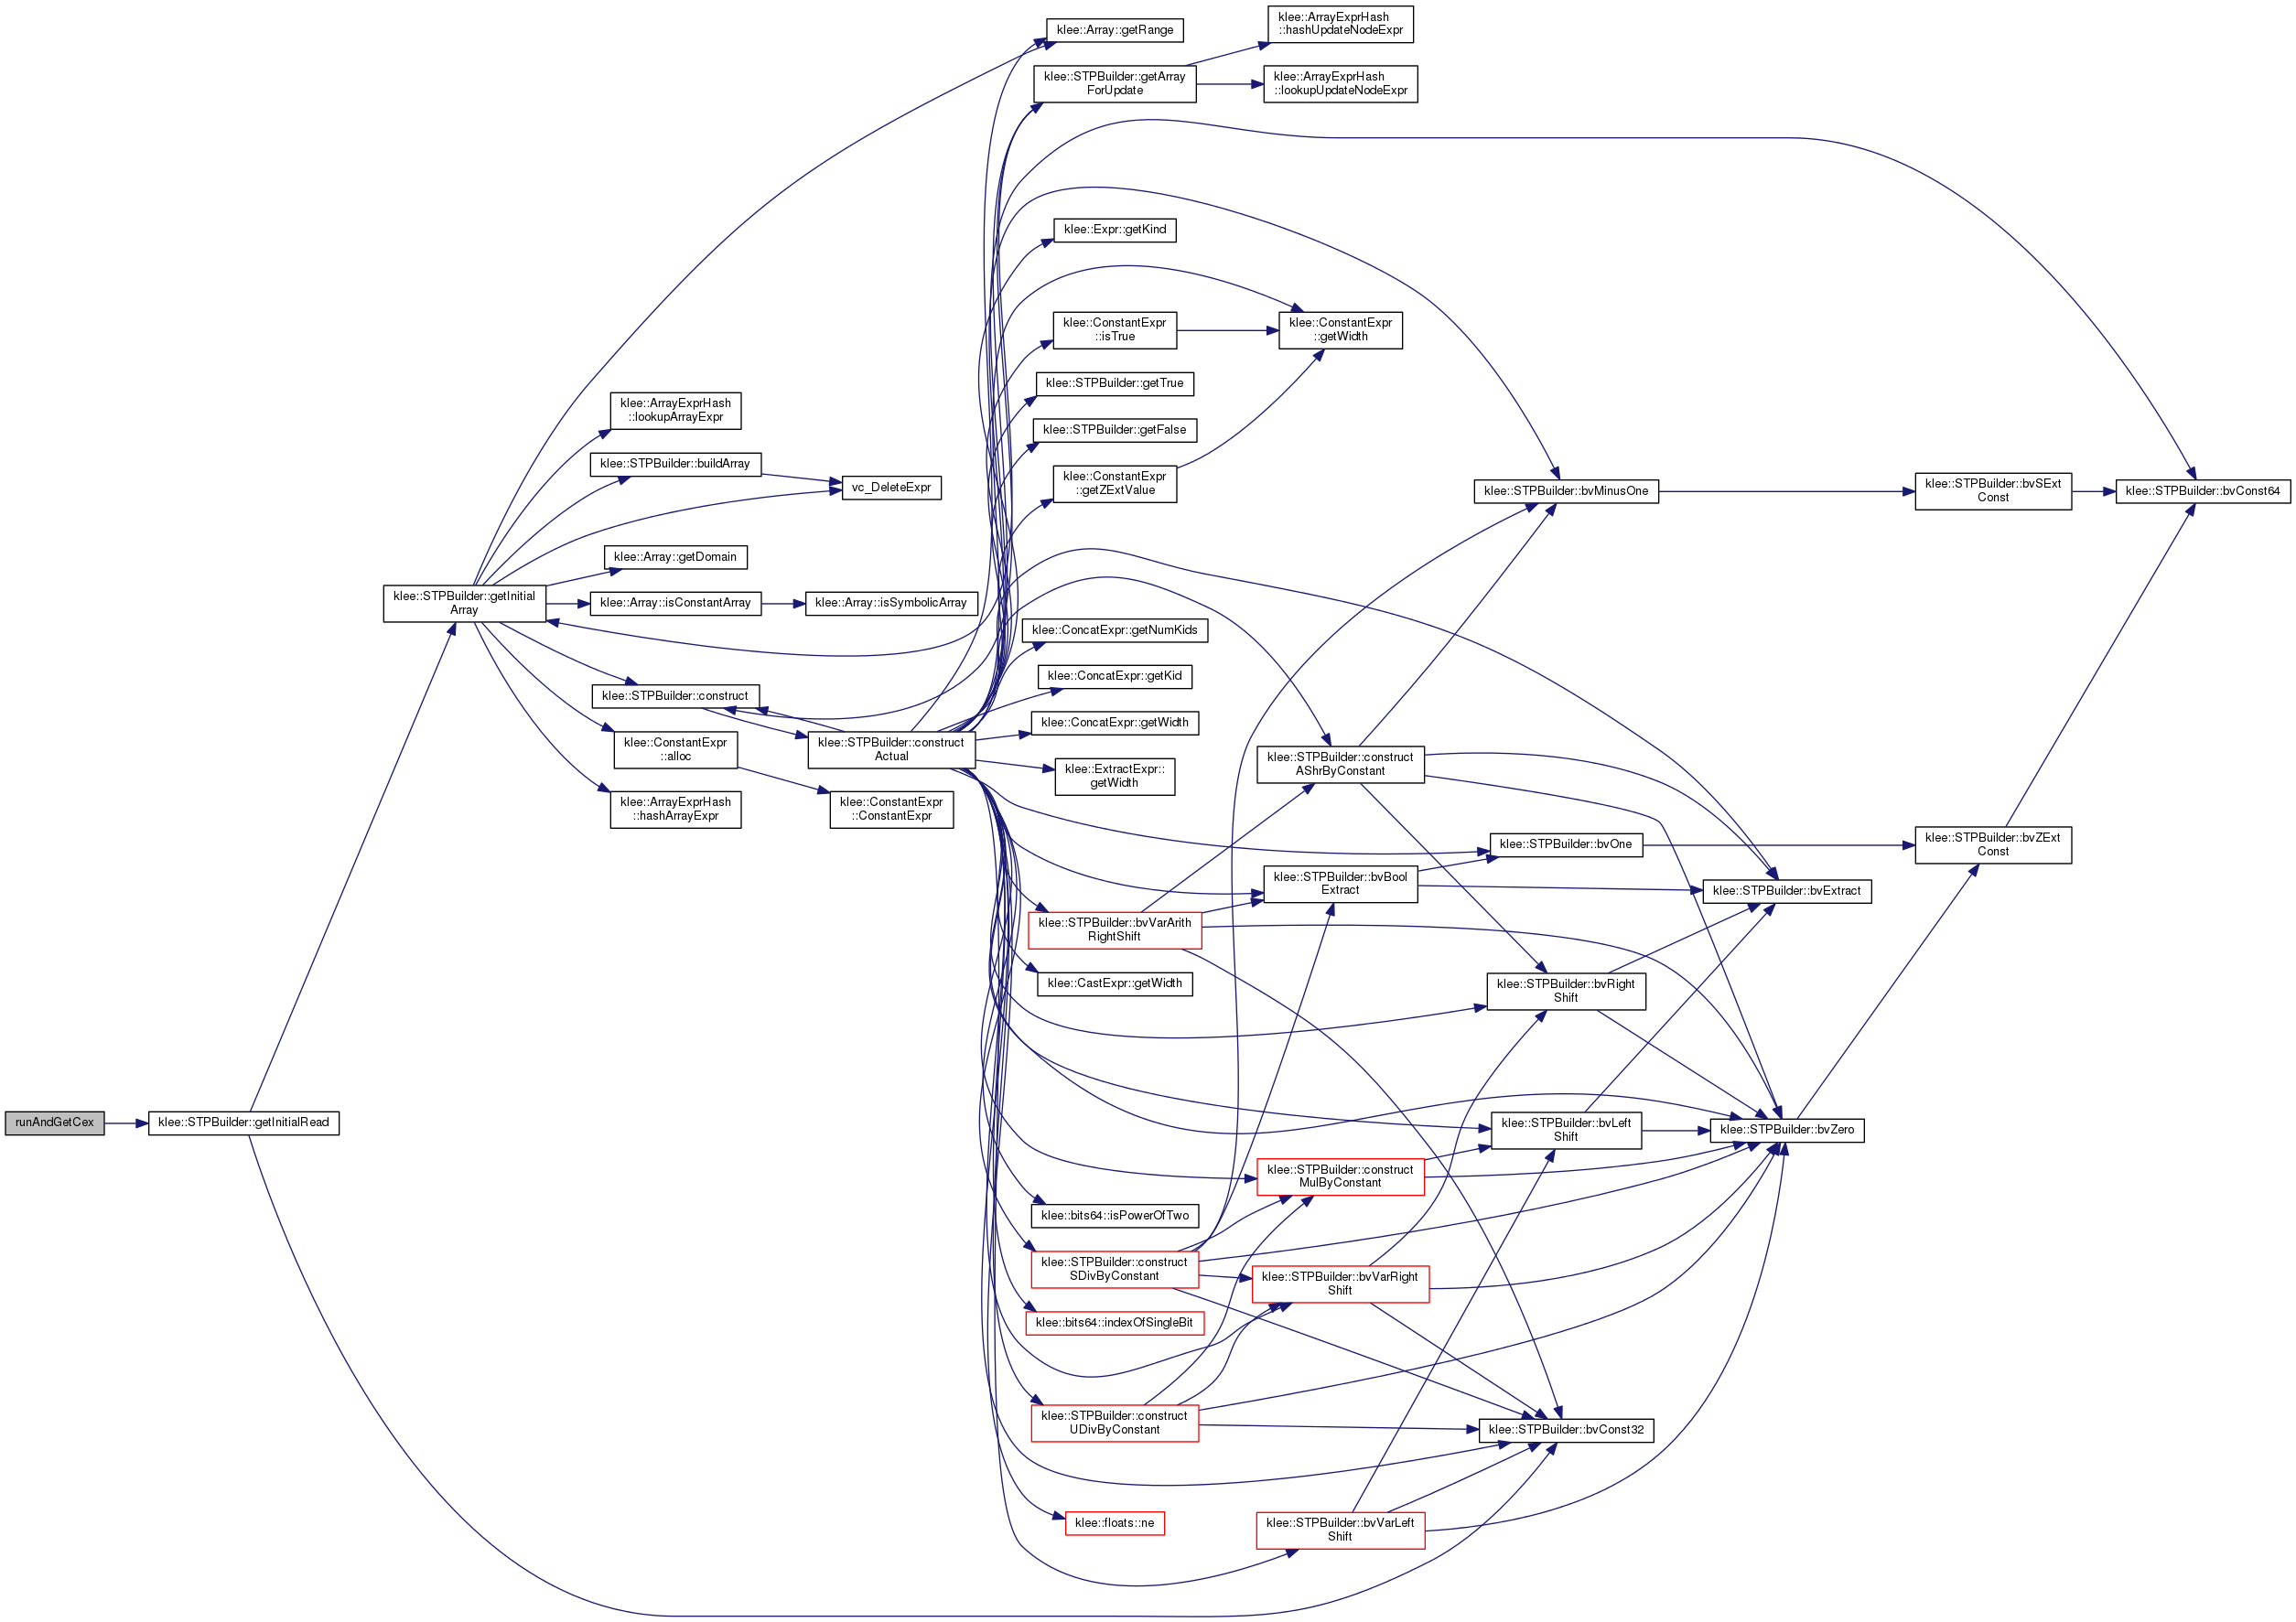 runAndGetCex
klee::STPBuilder::getInitialRead
klee::STPBuilder::getInitial
Array
klee::ArrayExprHash
::lookupArrayExpr
klee::STPBuilder::buildArray
vc_DeleteExpr
klee::Array::getDomain
klee::Array::isConstantArray
klee::Array::isSymbolicArray
klee::STPBuilder::construct
klee::STPBuilder::construct
Actual
klee::ConstantExpr
::alloc
klee::ConstantExpr
::ConstantExpr
klee::ArrayExprHash
::hashArrayExpr
klee::Array::getRange
klee::STPBuilder::getArray
ForUpdate
klee::ArrayExprHash
::hashUpdateNodeExpr
klee::ArrayExprHash
::lookupUpdateNodeExpr
klee::Expr::getKind
klee::ConstantExpr
::isTrue
klee::ConstantExpr
::getWidth
klee::STPBuilder::getTrue
klee::STPBuilder::getFalse
klee::ConstantExpr
::getZExtValue
klee::ConcatExpr::getNumKids
klee::ConcatExpr::getKid
klee::ConcatExpr::getWidth
klee::ExtractExpr::
getWidth
klee::STPBuilder::bvVarArith
RightShift
klee::CastExpr::getWidth
klee::bits64::isPowerOfTwo
klee::STPBuilder::construct
SDivByConstant
klee::bits64::indexOfSingleBit
klee::STPBuilder::construct
UDivByConstant
klee::floats::ne
klee::STPBuilder::construct
AShrByConstant
klee::STPBuilder::bvBool
Extract
klee::STPBuilder::construct
MulByConstant
klee::STPBuilder::bvVarRight
Shift
klee::STPBuilder::bvVarLeft
Shift
klee::STPBuilder::bvMinusOne
klee::STPBuilder::bvOne
klee::STPBuilder::bvRight
Shift
klee::STPBuilder::bvLeft
Shift
klee::STPBuilder::bvConst32
klee::STPBuilder::bvExtract
klee::STPBuilder::bvZero
klee::STPBuilder::bvSExt
Const
klee::STPBuilder::bvZExt
Const
klee::STPBuilder::bvConst64